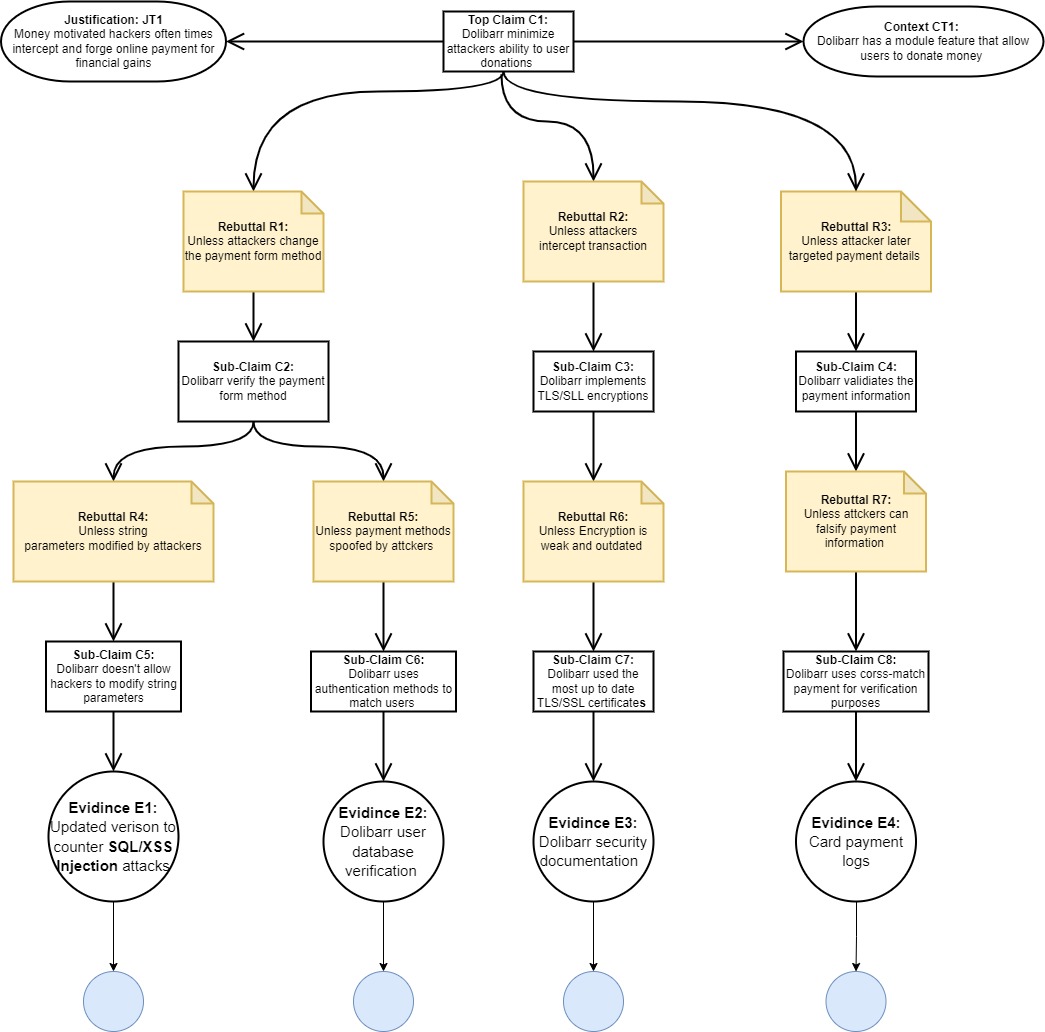 Justification: JT1
Money motivated hackers often times
intercept and forge online payment for
financial gains
Top Claim C1:
Dolibarr minimize
attackers ability to user
donations
Context CT1:
Dolibarr has a module feature that allow
users to donate money
Rebuttal R1:
Unless attackers change
the payment form method
Rebuttal R2:
Unless attackers
intercept transaction
Rebuttal R3:
Unless attacker later
targeted payment details
Sub-Claim C2:
Dolibarr verify the payment
form method
Sub-Claim C3:
Dolibarr implements
TLS/SLL encryptions
Sub-Claim C4:
Dolibarr validiates the
payment information
Rebuttal R4:
Unless string
parameters modified by attackers
Rebuttal R5:
Unless payment methods
spoofed by attckers
Rebuttal R6:
Unless Encryption is
weak and outdated
Rebuttal R7:
Unless attckers can
falsify payment
information
Sub-Claim C5:
Dolibarr doesn't allow
hackers to modify string
parameters
Sub-Claim C6:
Dolibarr uses
authentication methods to
match users
Sub-Claim C7:
Dolibarr used the
most up to date
TLS/SSL certificates
Sub-Claim C8:
Dolibarr uses corss-match
payment for verification
purposes
Evidince E1:
Updated verison to
counter SQL/XSS
Injection attacks
Evidince E2:
Dolibarr user
database
verification
Evidince E3:
Dolibarr security
documentation
Evidince E4:
Card payment
logs